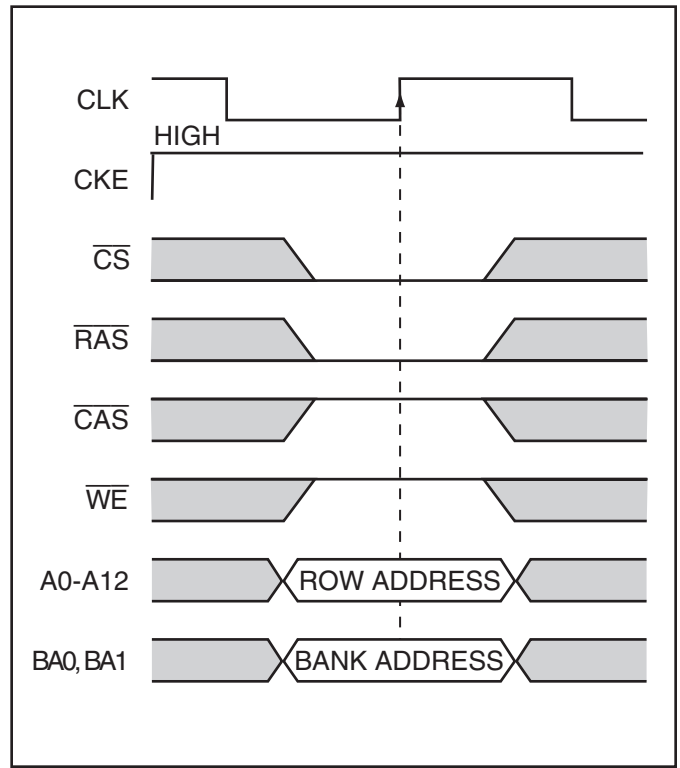 CLK
HIGH
CKE
CS
RAS
CAS
WE
A0-A12 ROW ADDRESS
BA0, BA1 BANK ADDRESS